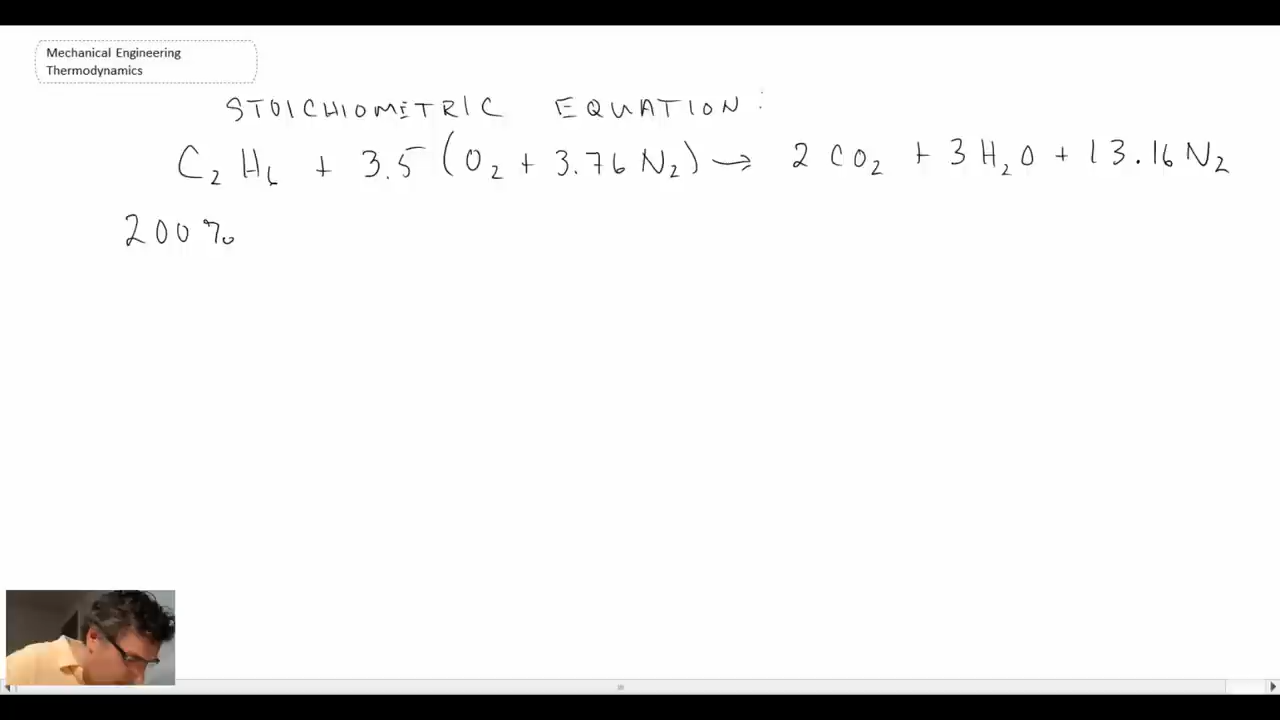 Mechanical Engineering
Thermodynamics
STOICHIOMETRIC EQUATION:
C₂H₆ + 3.5 (O₂ + 3.76 N₂) → 2 CO₂ + 3 H₂O + 13.16 N₂
200%